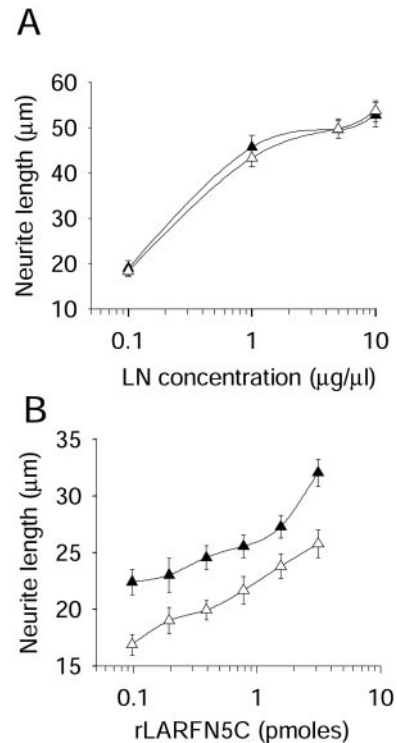 A
60
50
40
30
20
10
Neurite length (μm)
0.1 1 10
LN concentration (μg/μl)
B
35
30
25
20
15
Neurite length (μm)
0.1 1 10
rLARFN5C (pmoles)